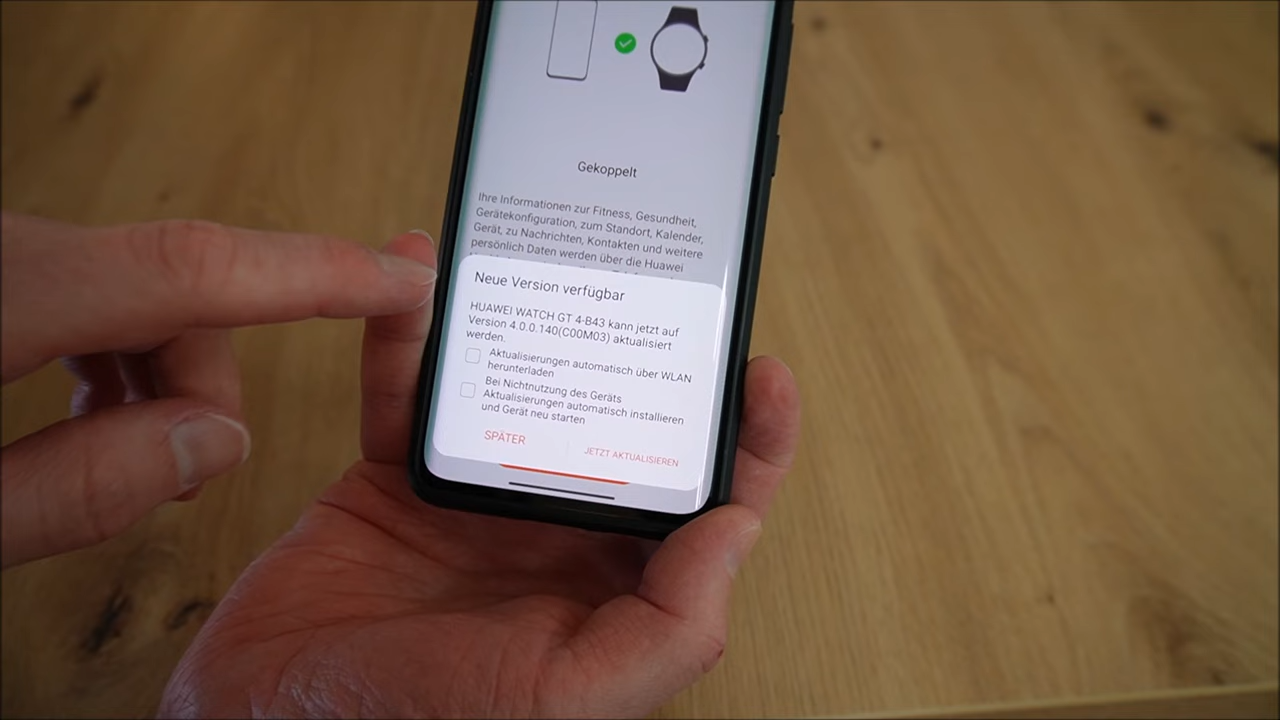 Gekoppelt
Ihre Informationen zur Fitness, Gesundheit,
Gerätekonfiguration, zum Standort, Kalender,
Gerät, zu Nachrichten, Kontakten und weitere
persönlich Daten werden über die Huawei
Neue Version verfügbar
HUAWEI WATCH GT 4-B43 kann jetzt auf
Version 4.0.0.140(C00M03) aktualisiert
werden.
Aktualisierungen automatisch über WLAN
herunterladen
Bei Nichtnutzung des Geräts
Aktualisierungen automatisch installieren
und Gerät neu starten
SPÄTER
JETZT AKTUALISIEREN